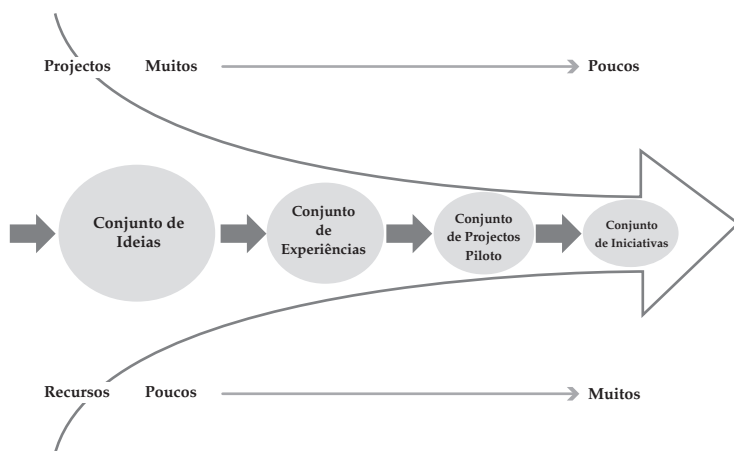 Projectos Muitos Poucos
Conjunto de
Ideias
Conjunto
de
Experiências
Conjunto
de Projectos
Piloto
Conjunto
de Iniciativas
Recursos Poucos Muitos